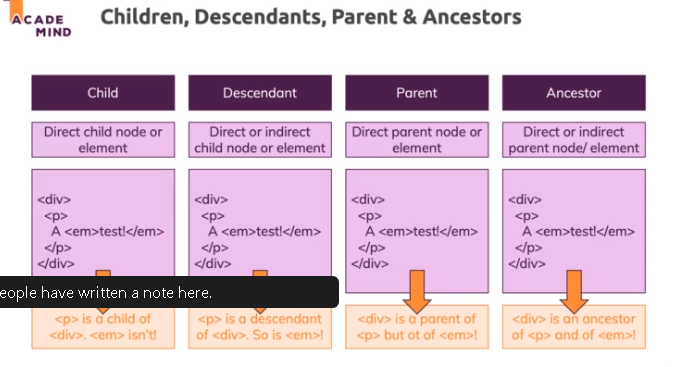 ACADE
MIND
Children, Descendants, Parent & Ancestors
Child
Descendant
Parent
Ancestor
Direct child node or
element
Direct or indirect
child node or element
Direct parent node or
element
Direct or indirect
parent node/ element
<div>
<p>
A <em>test!</em>
</p>
</div>
<div>
<p>
A <em>test!</em>
</p>
</div>
<div>
<p>
A <em>test!</em>
</p>
</div>
<div>
<p>
A <em>test!</em>
</p>
</div>
eople have written a note here.
<p> is a child of
<div>. <em> isn't!
<p> is a descendant
of <div>. So is <em>!
<div> is a parent of
<p> but ot of <em>!
<div> is an ancestor
of <p> and of <em>!